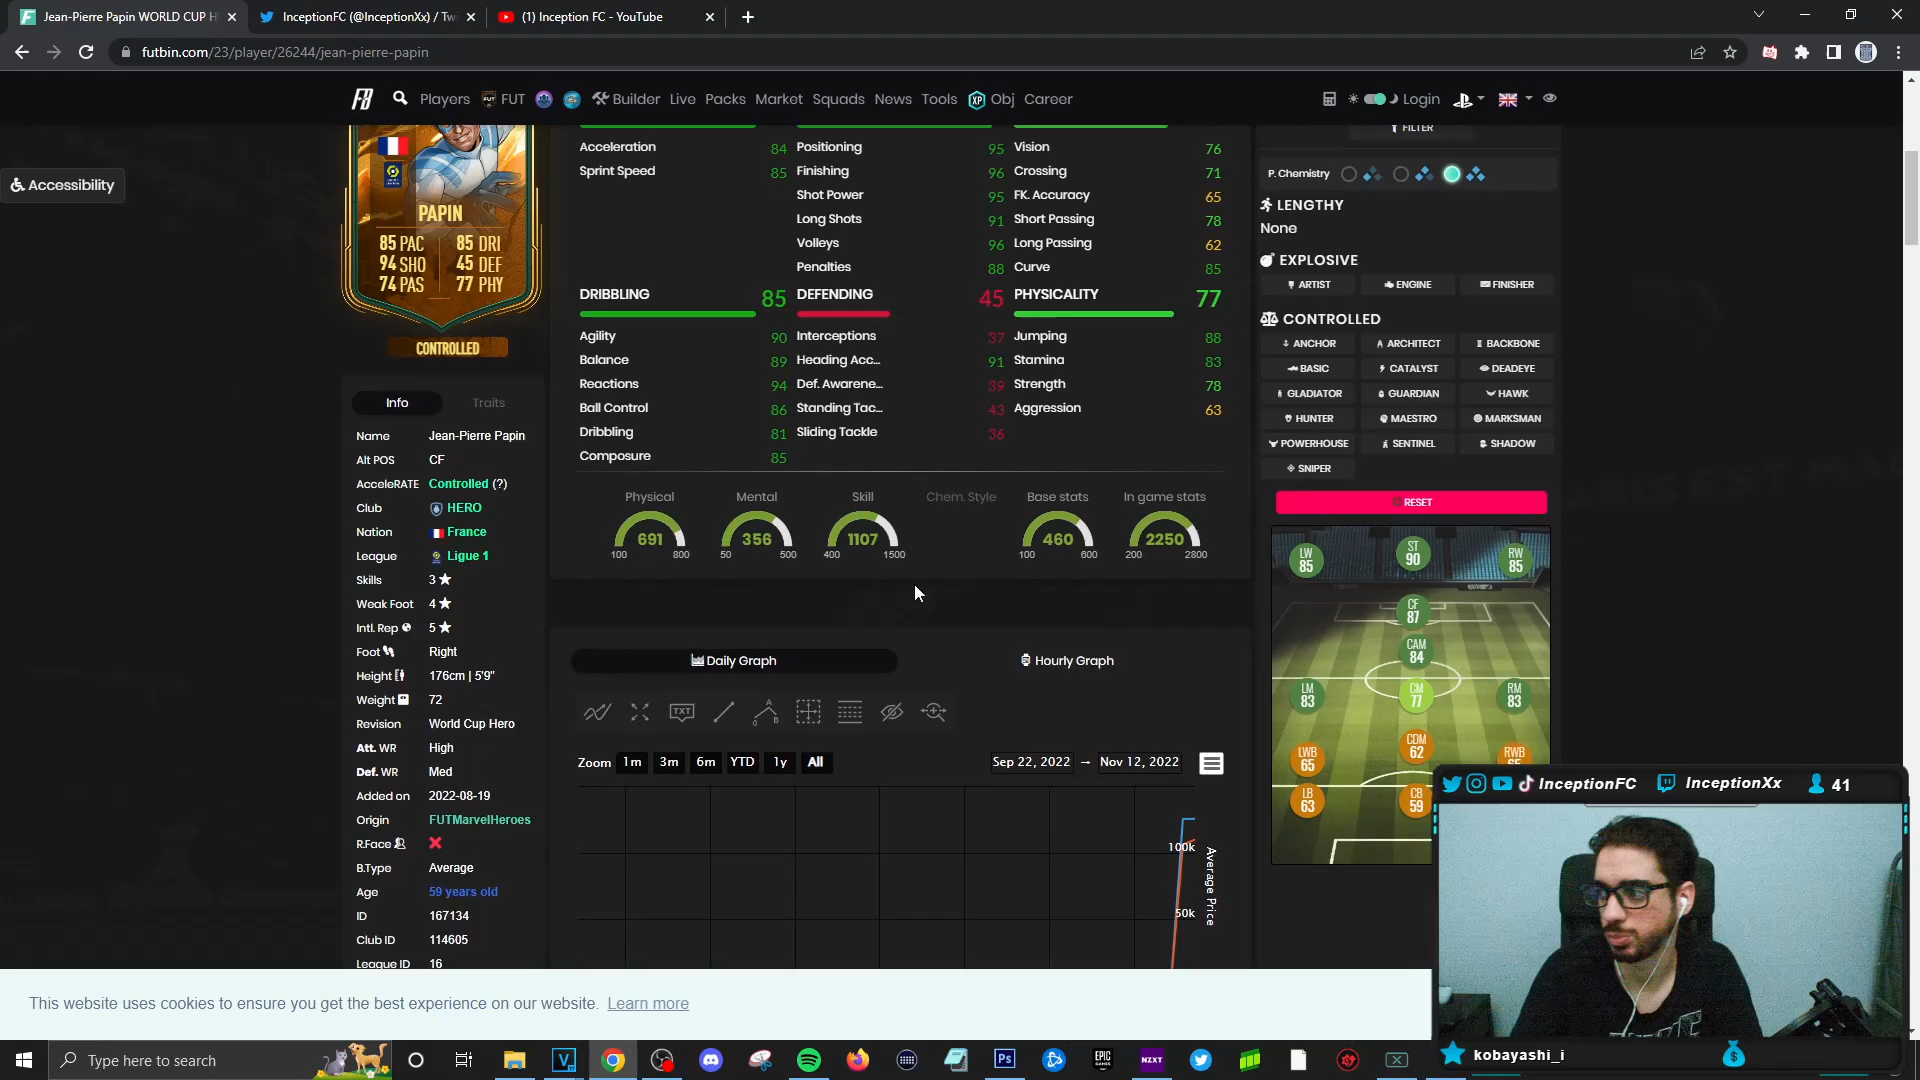 Jean-Pierre Papin WORLD CUP H
InceptionFC (@InceptionXx) / Tw
(1) Inception FC - YouTube
futbin.com/23/player/26244/jean-pierre-papin
Players FUT Builder Live Packs Market Squads News Tools XP Obj Career
Login
Accessibility
PAPIN
85 PAC 85 DRI
94 SHO 45 DEF
74 PAS 77 PHY
CONTROLLED
Acceleration 84
Sprint Speed 85
Positioning 95
Finishing 96
Shot Power 95
Long Shots 91
Volleys 96
Penalties 88
Vision 76
Crossing 71
FK. Accuracy 65
Short Passing 78
Long Passing 62
Curve 85
DRIBBLING 85
Agility 90
Balance 89
Reactions 94
Ball Control 86
Dribbling 81
Composure 85
DEFENDING 45
Interceptions 37
Heading Acc... 91
Def. Awarene... 39
Standing Tac... 43
Sliding Tackle 36
PHYSICALITY 77
Jumping 88
Stamina 83
Strength 78
Aggression 63
Physical Mental Skill Chem. Style Base stats In game stats
691 356 1107 460 2250
100 800 50 500 400 1500 100 600 200 2800
Info Traits
Name Jean-Pierre Papin
Alt POS CF
AcceleRATE Controlled (?)
Club HERO
Nation France
League Ligue 1
Skills 3
Weak Foot 4
Intl. Rep 5
Foot Right
Height 176cm | 5'9"
Weight 72
Revision World Cup Hero
Att. WR High
Def. WR Med
Added on 2022-08-19
Origin FUTMarvelHeroes
R.Face
B.Type Average
Age 59 years old
ID 167134
Club ID 114605
League ID 16
Daily Graph Hourly Graph
TXT
Zoom 1m 3m 6m YTD 1y All
Sep 22, 2022 → Nov 12, 2022
100k
50k
Average Price
FILTER
P. Chemistry
LENGTHY
None
EXPLOSIVE
ARTIST ENGINE FINISHER
CONTROLLED
ANCHOR ARCHITECT BACKBONE
BASIC CATALYST DEADEYE
GLADIATOR GUARDIAN HAWK
HUNTER MAESTRO MARKSMAN
POWERHOUSE SENTINEL SHADOW
SNIPER
RESET
LW 85 ST 90 RW 85
CF 87
CAM 84
LM 83 CM 77 RM 83
LWB 65 CDM 62 RWB
LB 63 CB 59
InceptionFC InceptionXx 41
This website uses cookies to ensure you get the best experience on our website. Learn more
kobayashi_i
Type here to search
Ps EPIC GAMES NZXT